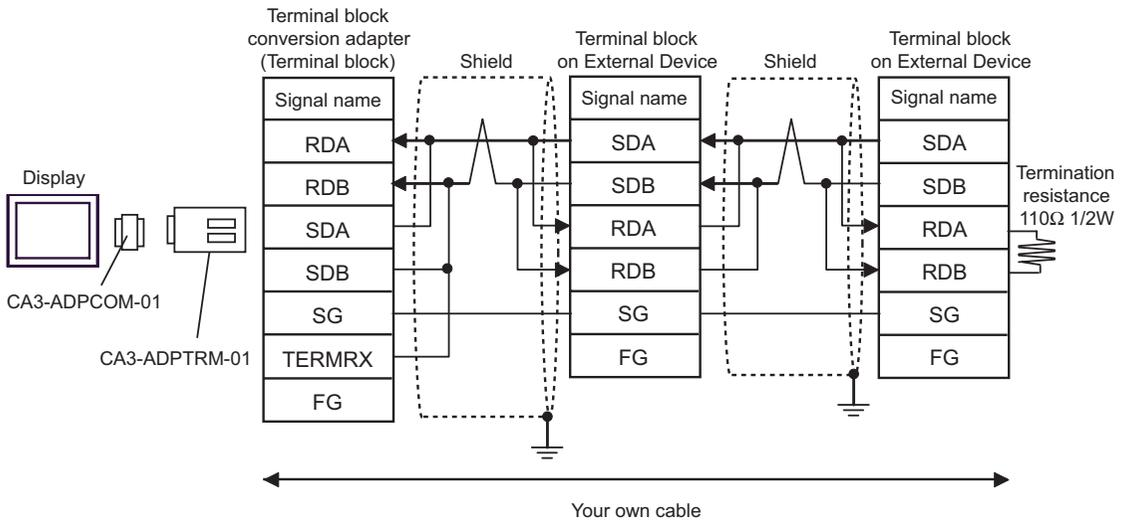 Terminal block
conversion adapter
(Terminal block)
Shield
Terminal block
on External Device
Shield
Terminal block
on External Device
Signal name
RDA
RDB
SDA
SDB
SG
TERMRX
FG
Signal name
SDA
SDB
RDA
RDB
SG
FG
Signal name
SDA
SDB
RDA
RDB
SG
FG
Termination
resistance
110Ω 1/2W
Display
CA3-ADPCOM-01
CA3-ADPTRM-01
Your own cable